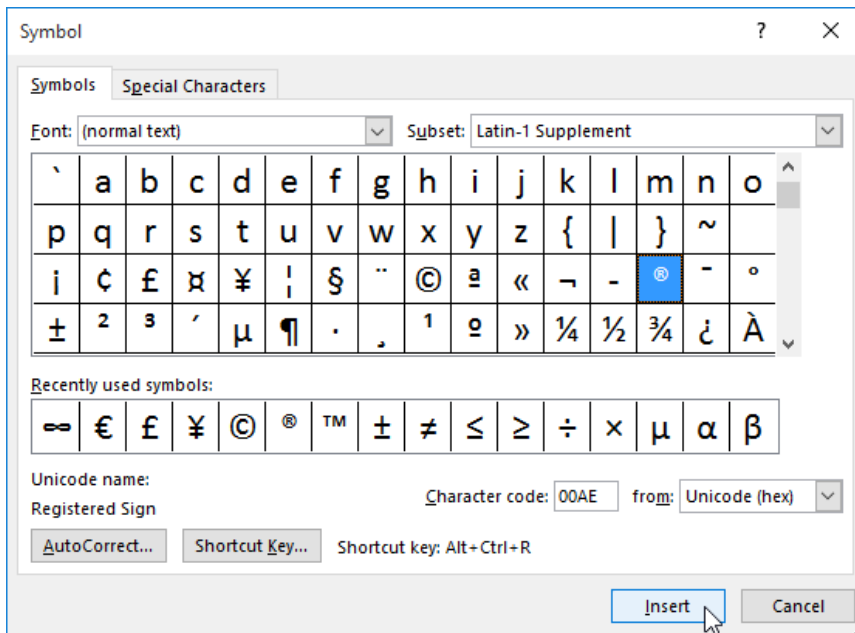 Symbol ? ×
Symbols Special Characters
Font: (normal text) Subset: Latin-1 Supplement
` a b c d e f g h i j k l m n o
p q r s t u v w x y z { | } ~
¡ ¢ £ ¤ ¥ ¦ § ¨ © ª « ¬ - ® ¯ °
± ² ³ ´ µ ¶ · ¸ ¹ º » ¼ ½ ¾ ¿ À
Recently used symbols:
∞ € £ ¥ © ® ™ ± ≠ ≤ ≥ ÷ × µ α β
Unicode name:
Registered Sign
Character code: 00AE from: Unicode (hex)
AutoCorrect... Shortcut Key... Shortcut key: Alt+Ctrl+R
Insert Cancel